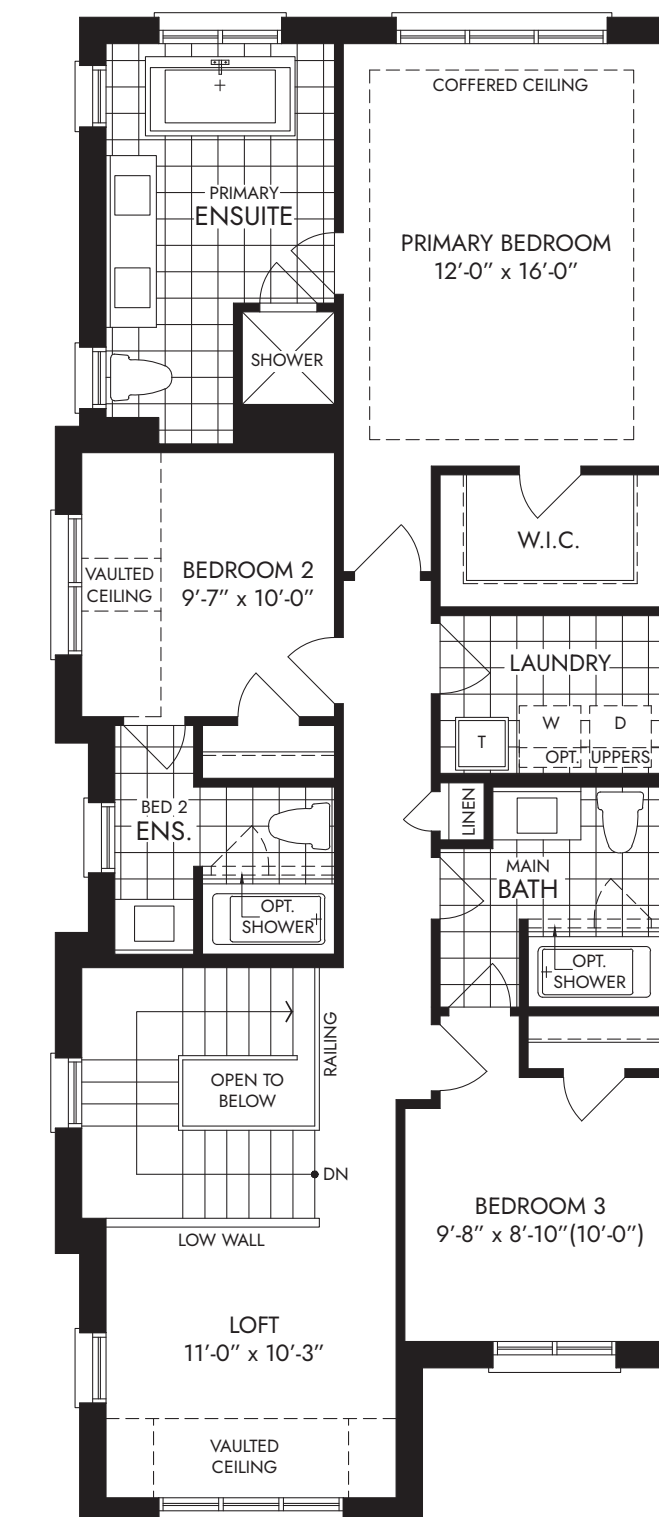 COFFERED CEILING
PRIMARY
ENSUITE
PRIMARY BEDROOM
12'-0" x 16'-0"
SHOWER
W.I.C.
BEDROOM 2
9'-7" x 10'-0"
VAULTED
CEILING
LAUNDRY
W
D
T
OPT.
UPPERS
LINEN
BED 2
ENS.
MAIN
BATH
OPT.
SHOWER
OPT.
SHOWER
RAILING
OPEN TO
BELOW
DN
BEDROOM 3
9'-8" x 8'-10"(10'-0")
LOW WALL
LOFT
11'-0" x 10'-3"
VAULTED
CEILING